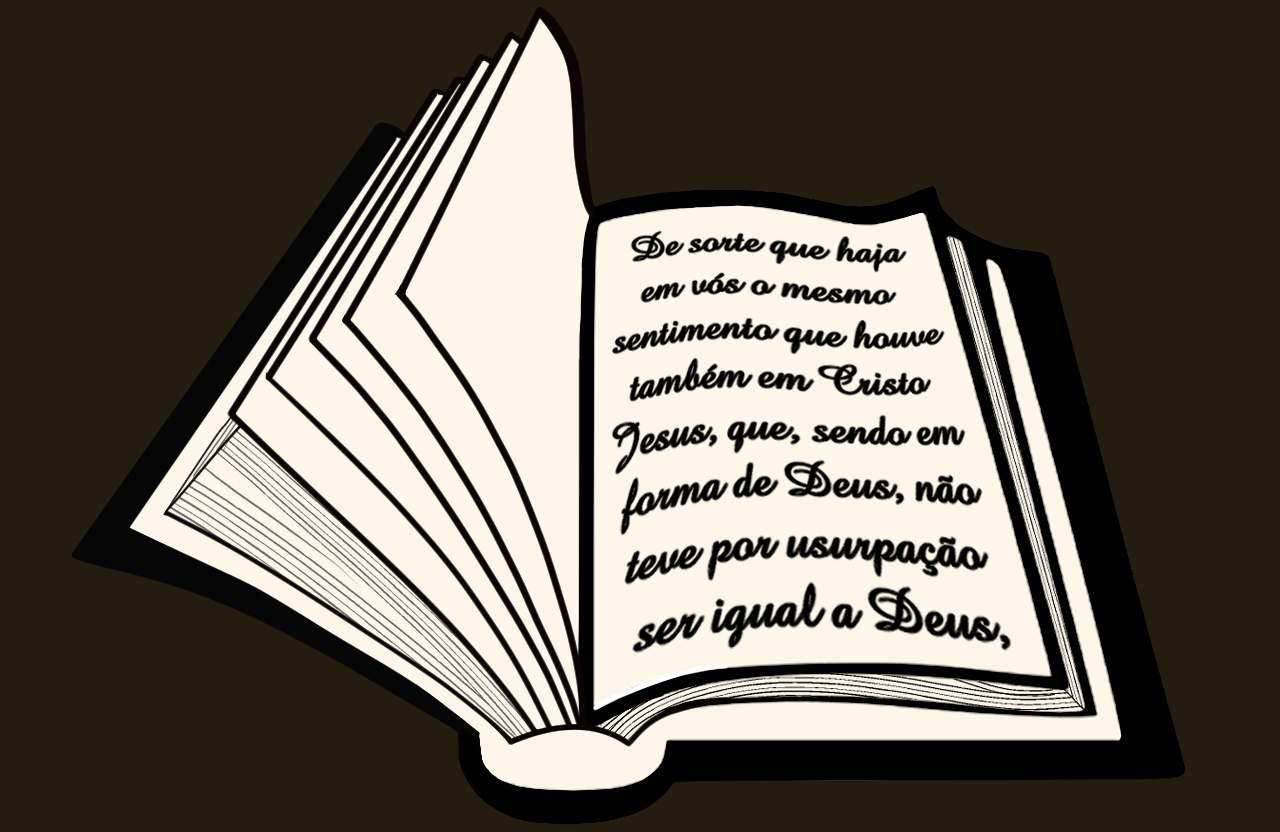 De sorte que haja
em vós o mesmo
sentimento que houve
também em Cristo
Jesus, que, sendo em
forma de Deus, não
teve por usurpação
ser igual a Deus,